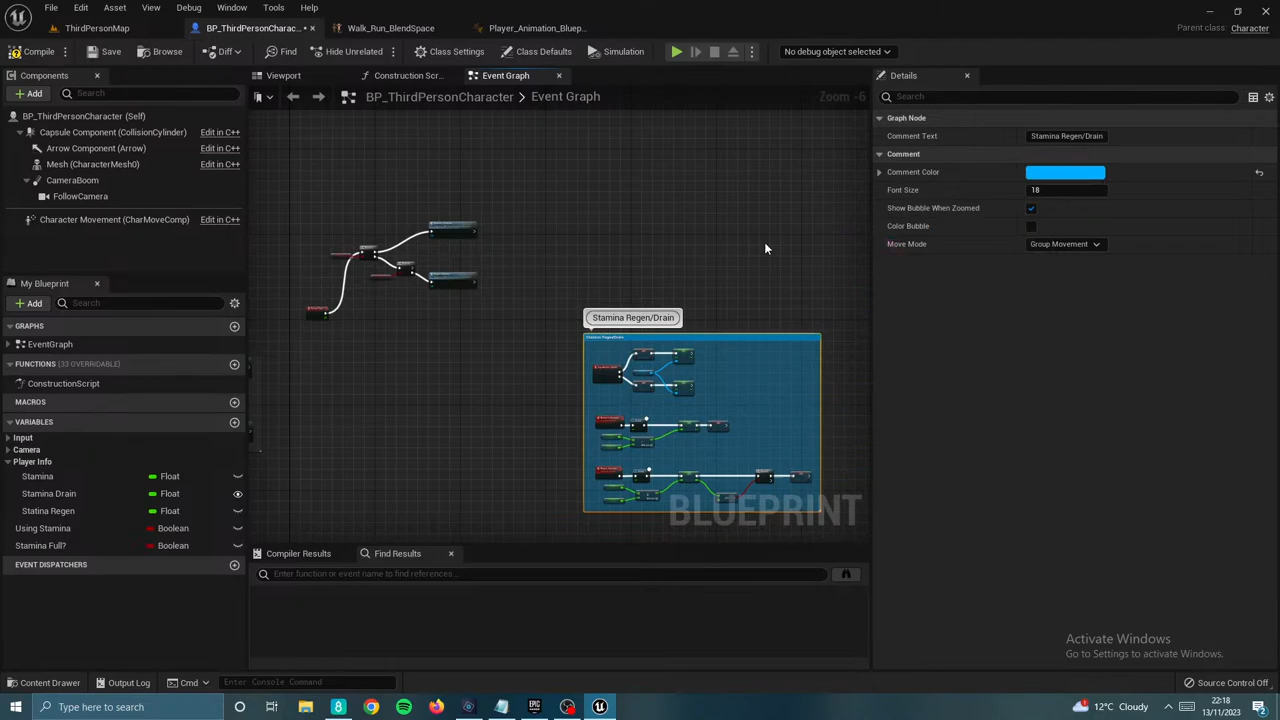 File Edit Asset View Debug Window Tools Help
ThirdPersonMap BP_ThirdPersonCharac... • Walk_Run_BlendSpace Player_Animation_Bluep... Parent class: Character
Compile Save Browse Diff Find Hide Unrelated Class Settings Class Defaults Simulation No debug object selected
Components Viewport Construction Scr... Event Graph Details
Add Search BP_ThirdPersonCharacter > Event Graph Zoom -6 Search
BP_ThirdPersonCharacter (Self)
Capsule Component (CollisionCylinder) Edit in C++
Arrow Component (Arrow) Edit in C++
Mesh (CharacterMesh0) Edit in C++
CameraBoom
FollowCamera
Character Movement (CharMoveComp) Edit in C++
Graph Node
Comment Text Stamina Regen/Drain
Comment
Comment Color
Font Size 18
Show Bubble When Zoomed
Color Bubble
Move Mode Group Movement
My Blueprint
Add Search
GRAPHS
EventGraph
FUNCTIONS (33 OVERRIDABLE)
ConstructionScript
MACROS
VARIABLES
Input
Camera
Player Info
Stamina Float
Stamina Drain Float
Statina Regen Float
Using Stamina Boolean
Stamina Full? Boolean
EVENT DISPATCHERS
Stamina Regen/Drain
Stamina Regen/Drain
BLUEPRINT
Compiler Results Find Results
Enter function or event name to find references...
Activate Windows
Go to Settings to activate Windows.
Content Drawer Output Log Cmd Enter Console Command Source Control Off
Type here to search 12°C Cloudy 22:18
13/11/2023 2